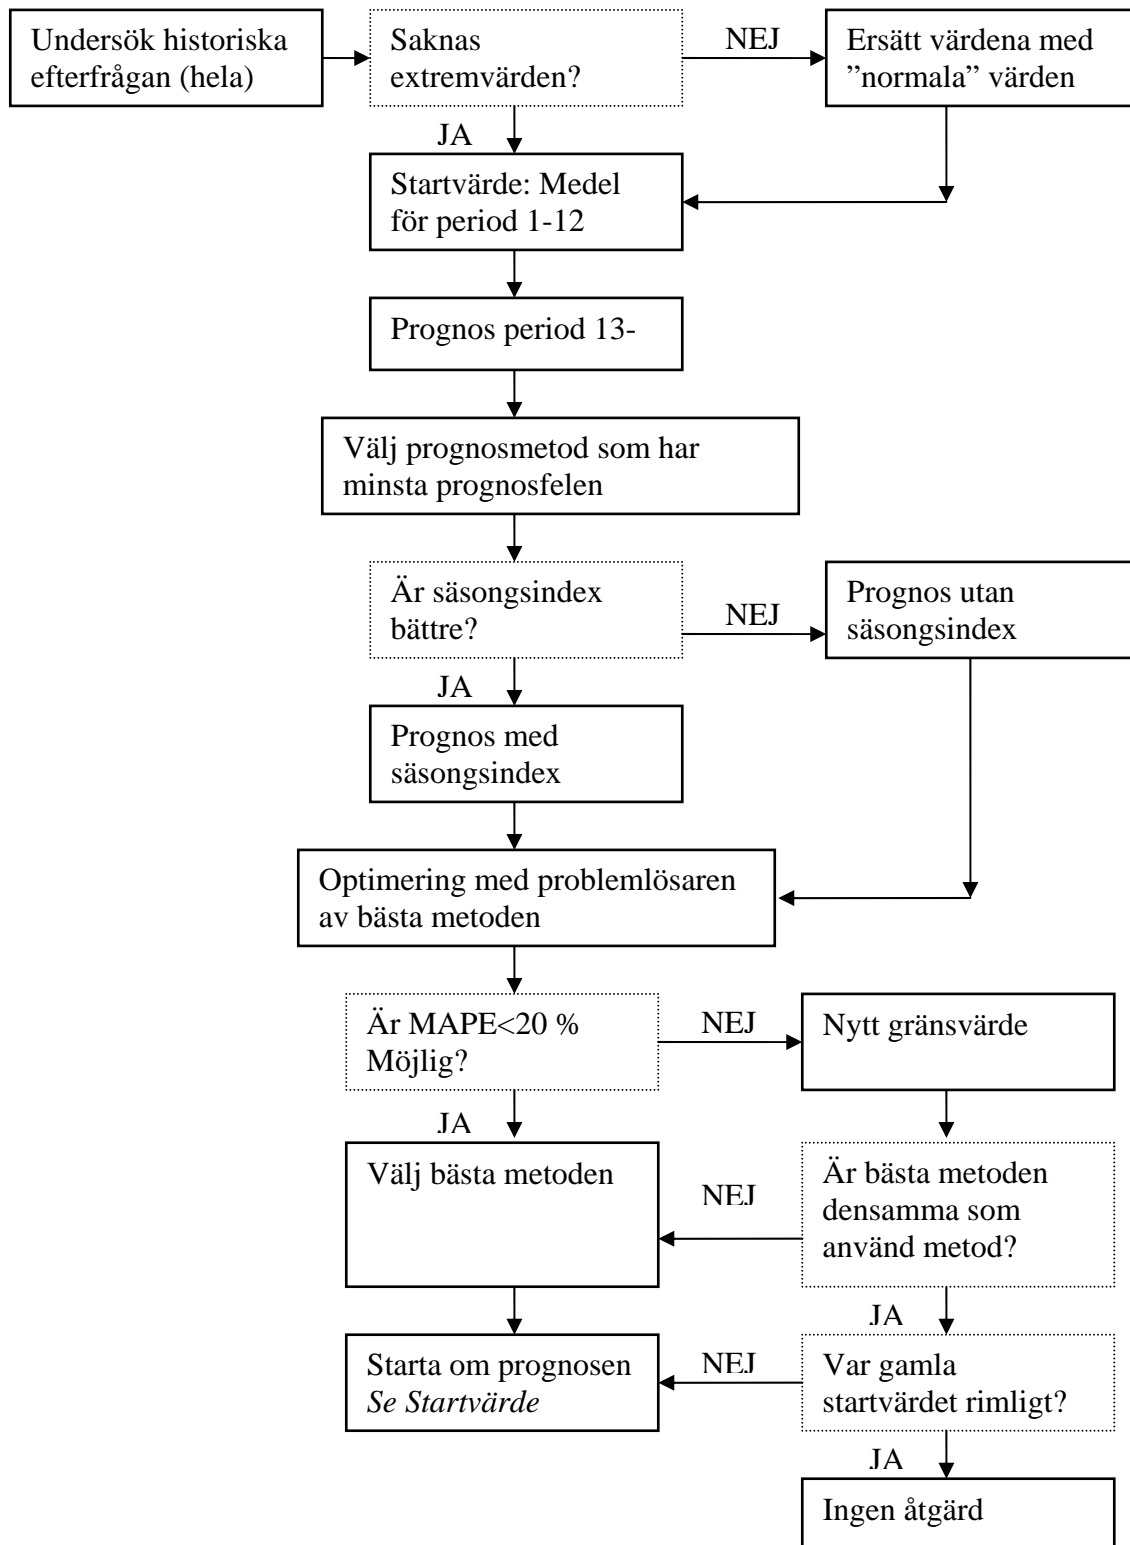 Undersök historiska
efterfrågan (hela)
Saknas
extremvärden?
NEJ
Ersätt värdena med
”normala” värden
JA
Startvärde: Medel
för period 1-12
Prognos period 13-
Välj prognosmetod som har
minsta prognosfelen
Är säsongsindex
bättre?
NEJ
Prognos utan
säsongsindex
JA
Prognos med
säsongsindex
Optimering med problemlösaren
av bästa metoden
Är MAPE<20 %
Möjlig?
NEJ
Nytt gränsvärde
JA
Välj bästa metoden
NEJ
Är bästa metoden
densamma som
använd metod?
JA
Starta om prognosen
Se Startvärde
NEJ
Var gamla
startvärdet rimligt?
JA
Ingen åtgärd